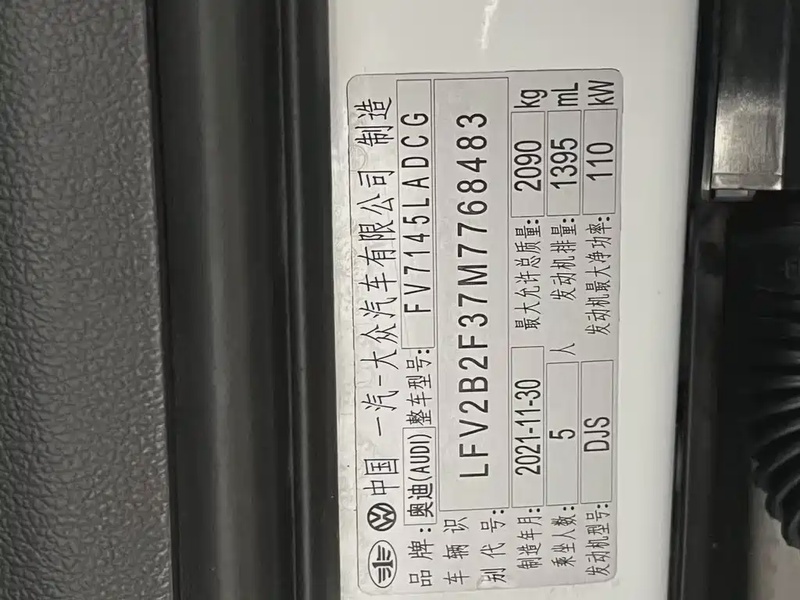 中国 一汽-大众汽车有限公司 制造
品牌: 奥迪(AUDI) 整车型号: FV7145LADCG
车辆识别代号: LFV2B2F37M7768483
制造年月: 2021-11-30 最大允许总质量: 2090 kg
乘坐人数: 5 人 发动机排量: 1395 mL
发动机型号: DJS 发动机最大净功率: 110 kW